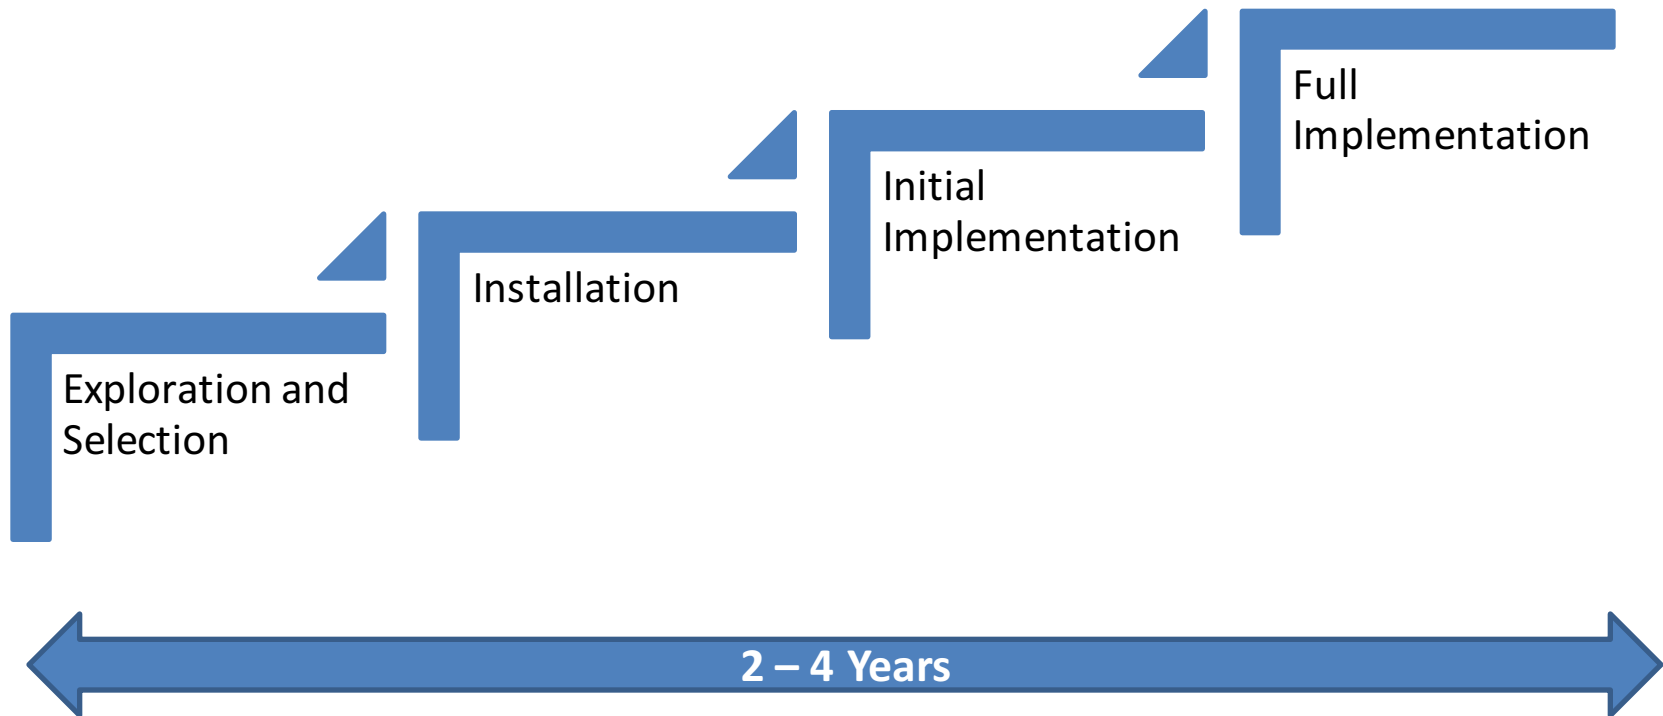 Exploration and
Selection
Installation
Initial
Implementation
Full
Implementation
2 – 4 Years